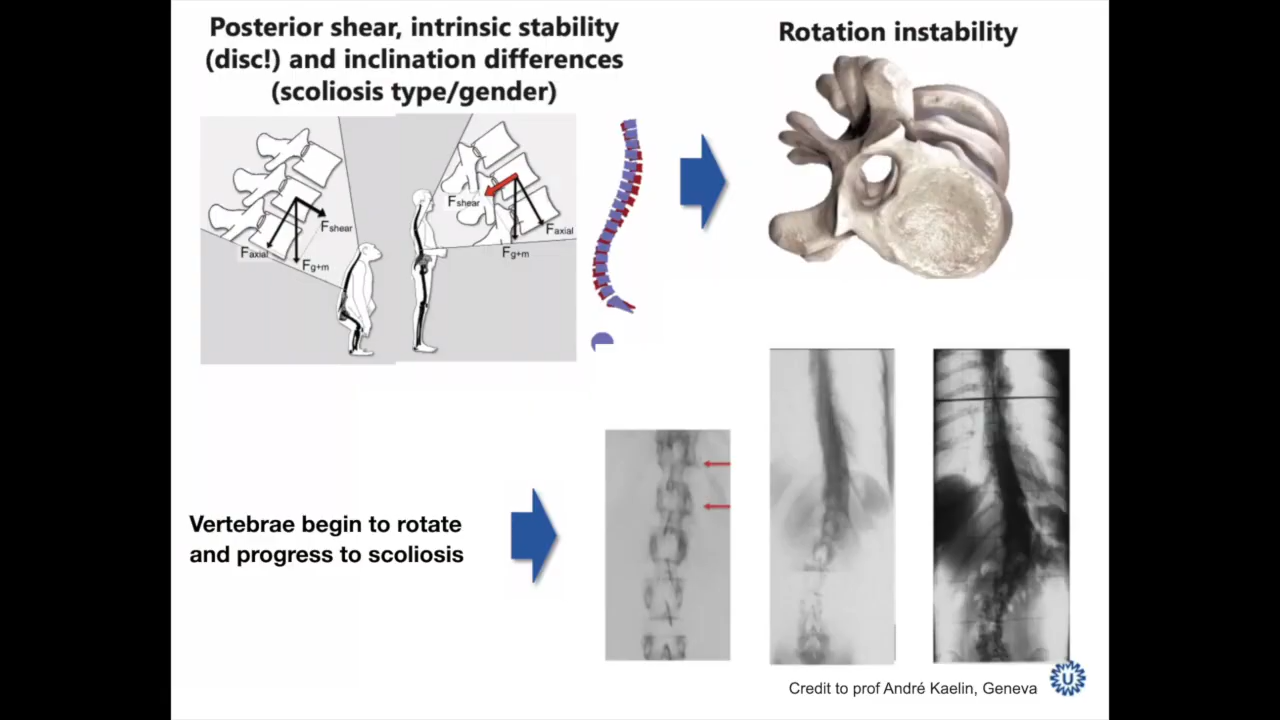 Posterior shear, intrinsic stability
(disc!) and inclination differences
(scoliosis type/gender)
Rotation instability
Fshear
Faxial
Fg+m
Fshear
Faxial
Fg+m
Vertebrae begin to rotate
and progress to scoliosis
Credit to prof André Kaelin, Geneva
U